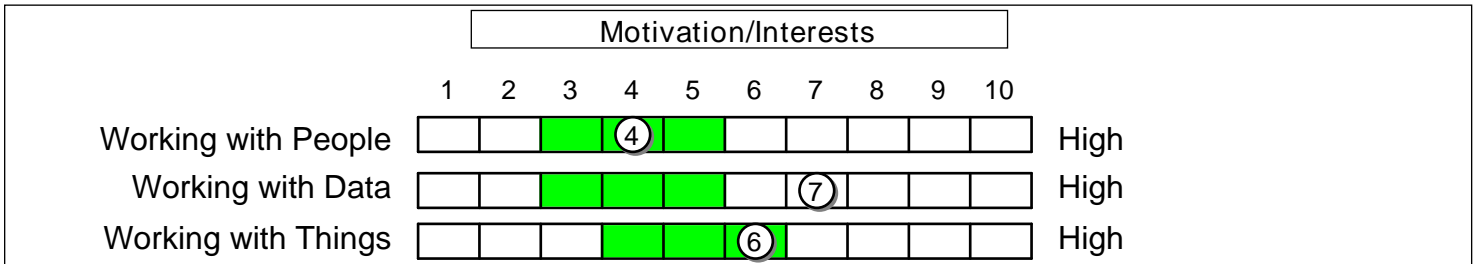 Motivation/Interests
1 2 3 4 5 6 7 8 9 10
Working with People 4 High
Working with Data 7 High
Working with Things 6 High